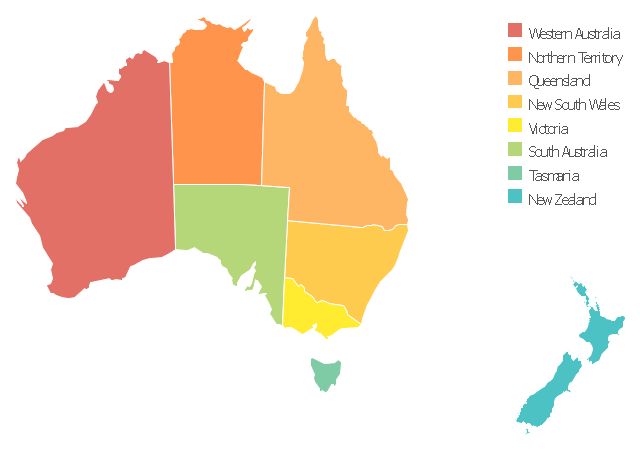 Western Australia
Northern Territory
Queensland
New South Wales
Victoria
South Australia
Tasmania
New Zealand